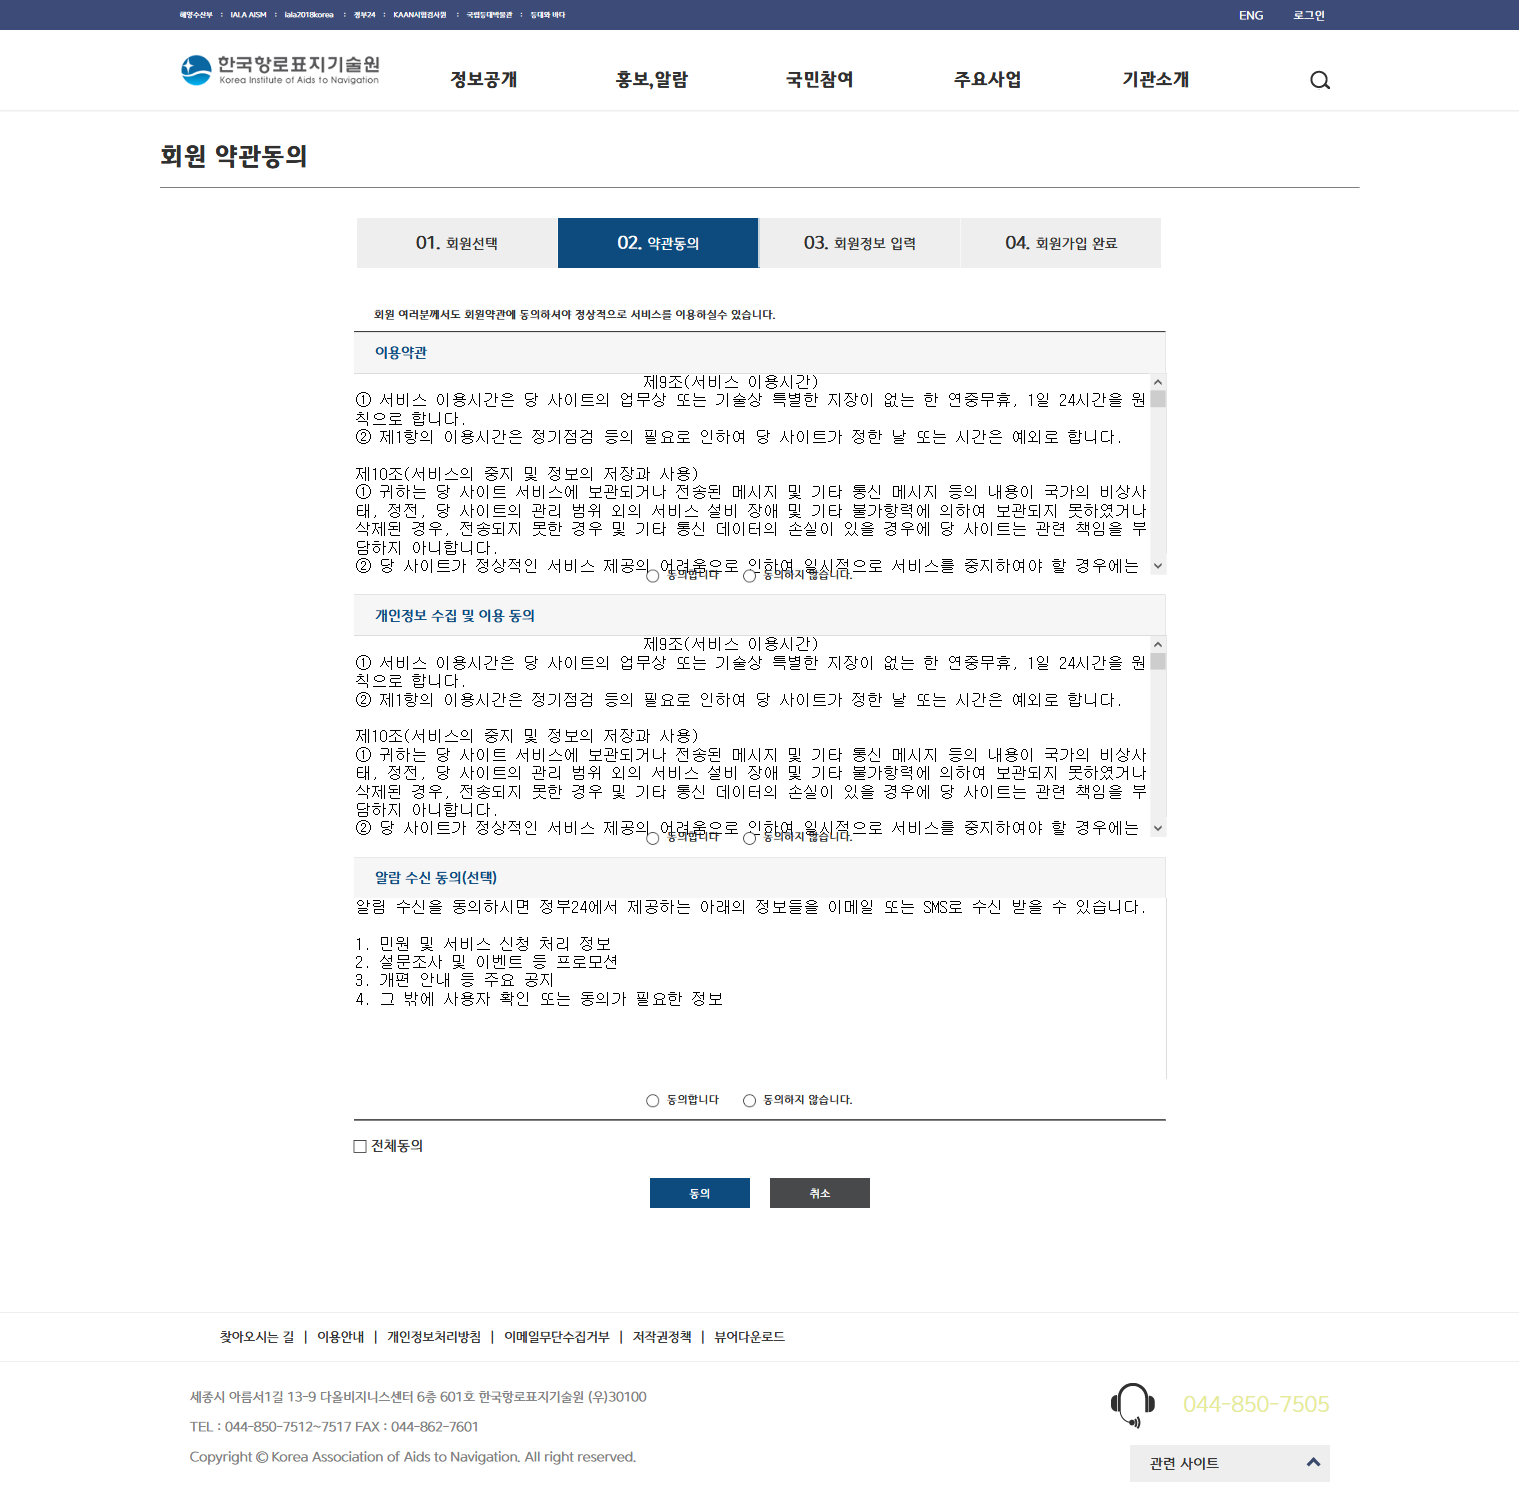 해양수산부 : IALA AISM : iala2018korea : 정부24 : KAAN시험검사원 : 국립등대박물관 : 등대와 바다
ENG 로그인
한국항로표지기술원
Korea Institute of Aids to Navigation
정보공개 홍보,알람 국민참여 주요사업 기관소개
회원 약관동의
01. 회원선택 02. 약관동의 03. 회원정보 입력 04. 회원가입 완료
회원 여러분께서도 회원약관에 동의하셔야 정상적으로 서비스를 이용하실수 있습니다.
이용약관
제9조(서비스 이용시간)
① 서비스 이용시간은 당 사이트의 업무상 또는 기술상 특별한 지장이 없는 한 연중무휴, 1일 24시간을 원
칙으로 합니다.
② 제1항의 이용시간은 정기점검 등의 필요로 인하여 당 사이트가 정한 날 또는 시간은 예외로 합니다.
제10조(서비스의 중지 및 정보의 저장과 사용)
① 귀하는 당 사이트 서비스에 보관되거나 전송된 메시지 및 기타 통신 메시지 등의 내용이 국가의 비상사
태, 정전, 당 사이트의 관리 범위 외의 서비스 설비 장애 및 기타 불가항력에 의하여 보관되지 못하였거나
삭제된 경우, 전송되지 못한 경우 및 기타 통신 데이터의 손실이 있을 경우에 당 사이트는 관련 책임을 부
담하지 아니합니다.
② 당 사이트가 정상적인 서비스 제공의 어려움으로 인하여 일시적으로 서비스를 중지하여야 할 경우에는
동의합니다 동의하지 않습니다.
개인정보 수집 및 이용 동의
제9조(서비스 이용시간)
① 서비스 이용시간은 당 사이트의 업무상 또는 기술상 특별한 지장이 없는 한 연중무휴, 1일 24시간을 원
칙으로 합니다.
② 제1항의 이용시간은 정기점검 등의 필요로 인하여 당 사이트가 정한 날 또는 시간은 예외로 합니다.
제10조(서비스의 중지 및 정보의 저장과 사용)
① 귀하는 당 사이트 서비스에 보관되거나 전송된 메시지 및 기타 통신 메시지 등의 내용이 국가의 비상사
태, 정전, 당 사이트의 관리 범위 외의 서비스 설비 장애 및 기타 불가항력에 의하여 보관되지 못하였거나
삭제된 경우, 전송되지 못한 경우 및 기타 통신 데이터의 손실이 있을 경우에 당 사이트는 관련 책임을 부
담하지 아니합니다.
② 당 사이트가 정상적인 서비스 제공의 어려움으로 인하여 일시적으로 서비스를 중지하여야 할 경우에는
동의합니다 동의하지 않습니다.
알람 수신 동의(선택)
알림 수신을 동의하시면 정부24에서 제공하는 아래의 정보들을 이메일 또는 SMS로 수신 받을 수 있습니다.
1. 민원 및 서비스 신청 처리 정보
2. 설문조사 및 이벤트 등 프로모션
3. 개편 안내 등 주요 공지
4. 그 밖에 사용자 확인 또는 동의가 필요한 정보
동의합니다 동의하지 않습니다.
전체동의
동의 취소
찾아오시는 길 | 이용안내 | 개인정보처리방침 | 이메일무단수집거부 | 저작권정책 | 뷰어다운로드
세종시 아름서1길 13-9 다올비지니스센터 6층 601호 한국항로표지기술원 (우)30100
TEL : 044-850-7512~7517 FAX : 044-862-7601
Copyright © Korea Association of Aids to Navigation. All right reserved.
044-850-7505
관련 사이트